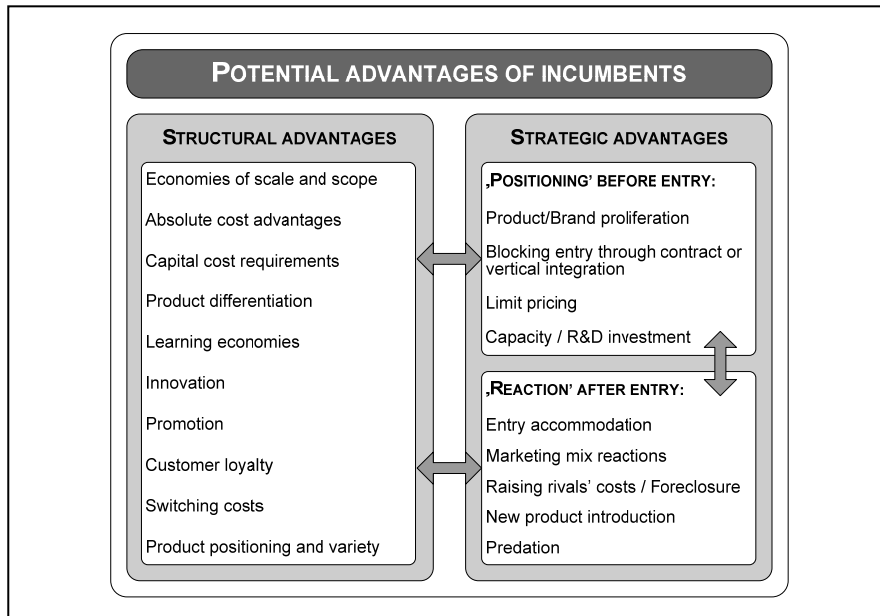 POTENTIAL ADVANTAGES OF INCUMBENTS
STRUCTURAL ADVANTAGES
Economies of scale and scope
Absolute cost advantages
Capital cost requirements
Product differentiation
Learning economies
Innovation
Promotion
Customer loyalty
Switching costs
Product positioning and variety
STRATEGIC ADVANTAGES
‚POSITIONING’ BEFORE ENTRY:
Product/Brand proliferation
Blocking entry through contract or
vertical integration
Limit pricing
Capacity / R&D investment
‚REACTION’ AFTER ENTRY:
Entry accommodation
Marketing mix reactions
Raising rivals’ costs / Foreclosure
New product introduction
Predation